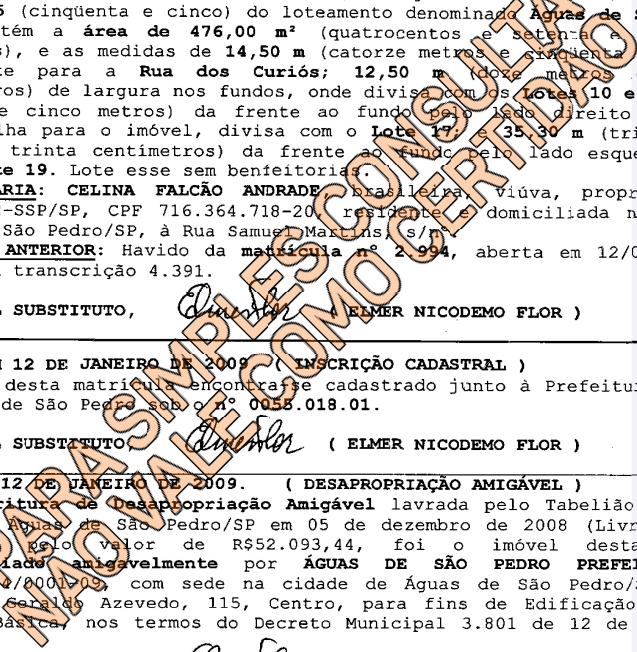 5 (cinqüenta e cinco) do loteamento denominado Águas de S
tém a área de 476,00 m² (quatrocentos e setenta e
s), e as medidas de 14,50 m (catorze metros e cinqüenta
te para a Rua dos Curiós; 12,50 m (doze metros
ros) de largura nos fundos, onde divisa com os Lotes 10 e
e cinco metros) da frente ao fundo pelo lado direito
lha para o imóvel, divisa com o Lote 17; e 35,30 m (tri
trinta centímetros) da frente ao fundo pelo lado esque
te 19. Lote esse sem benfeitorias.
ARIA: CELINA FALCÃO ANDRADE, brasileira, viúva, propr
-SSP/SP, CPF 716.364.718-20, residente e domiciliada n
São Pedro/SP, à Rua Samuel Martins, s/nº.
ANTERIOR: Havido da matrícula nº 2.994, aberta em 12/0
transcrição 4.391.
SUBSTITUTO, ( ELMER NICODEMO FLOR )
12 DE JANEIRO DE 2009. ( INSCRIÇÃO CADASTRAL )
desta matrícula encontra-se cadastrado junto à Prefeitu
de São Pedro sob o nº 0055.018.01.
SUBSTITUTO, ( ELMER NICODEMO FLOR )
12 DE JANEIRO DE 2009. ( DESAPROPRIAÇÃO AMIGÁVEL )
critura de Desapropriação Amigável lavrada pelo Tabelião
Águas de São Pedro/SP em 05 de dezembro de 2008 (Livr
pelo valor de R$52.093,44, foi o imóvel desta
iado amigavelmente por ÁGUAS DE SÃO PEDRO PREFEI
4/0001-09, com sede na cidade de Águas de São Pedro/
Geraldo Azevedo, 115, Centro, para fins de Edificação
Básica, nos termos do Decreto Municipal 3.801 de 12 de
PARA SIMPLES CONSULTA
NÃO VALE COMO CERTIDÃO